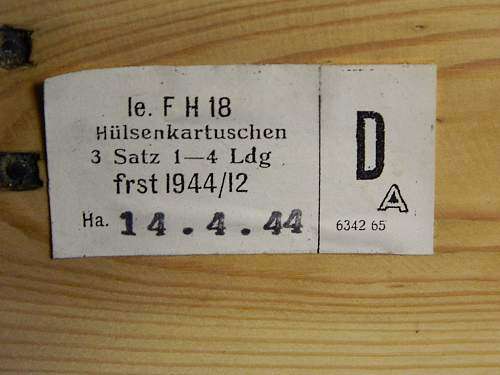 le. F H 18
Hülsenkartuschen
3 Satz 1—4 Ldg
frst 1944/12
Ha. 14.4.44
D
A
6342 65